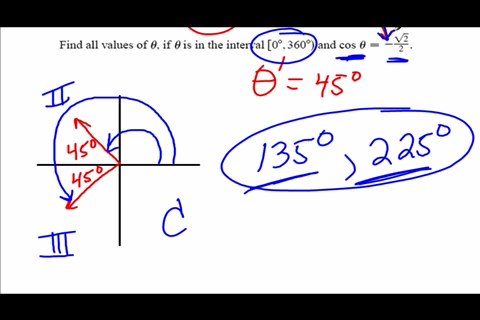 Find all values of θ, if θ is in the interval [0°, 360°) and cos θ = -√2/2.
θ' = 45°
II
45°
135°, 225°
45°
III
C